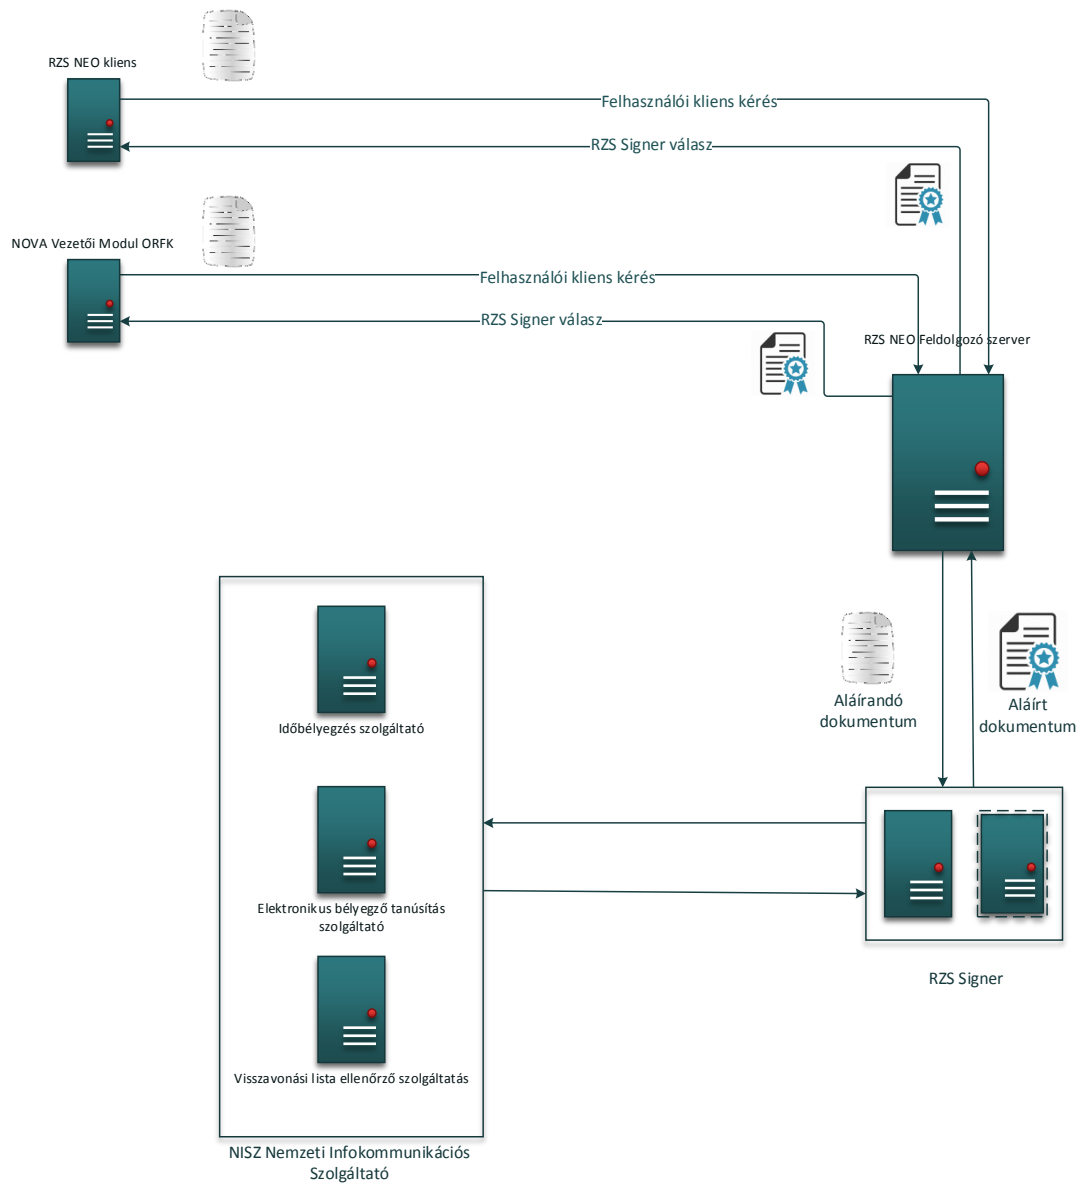 RZS NEO kliens
Felhasználói kliens kérés
RZS Signer válasz
NOVA Vezetői Modul ORFK
Felhasználói kliens kérés
RZS Signer válasz
RZS NEO Feldolgozó szerver
Aláírandó
dokumentum
Aláírt
dokumentum
Időbélyegzés szolgáltató
Elektronikus bélyegző tanúsítás
szolgáltató
RZS Signer
Visszavonási lista ellenőrző szolgáltatás
NISZ Nemzeti Infokommunikációs
Szolgáltató